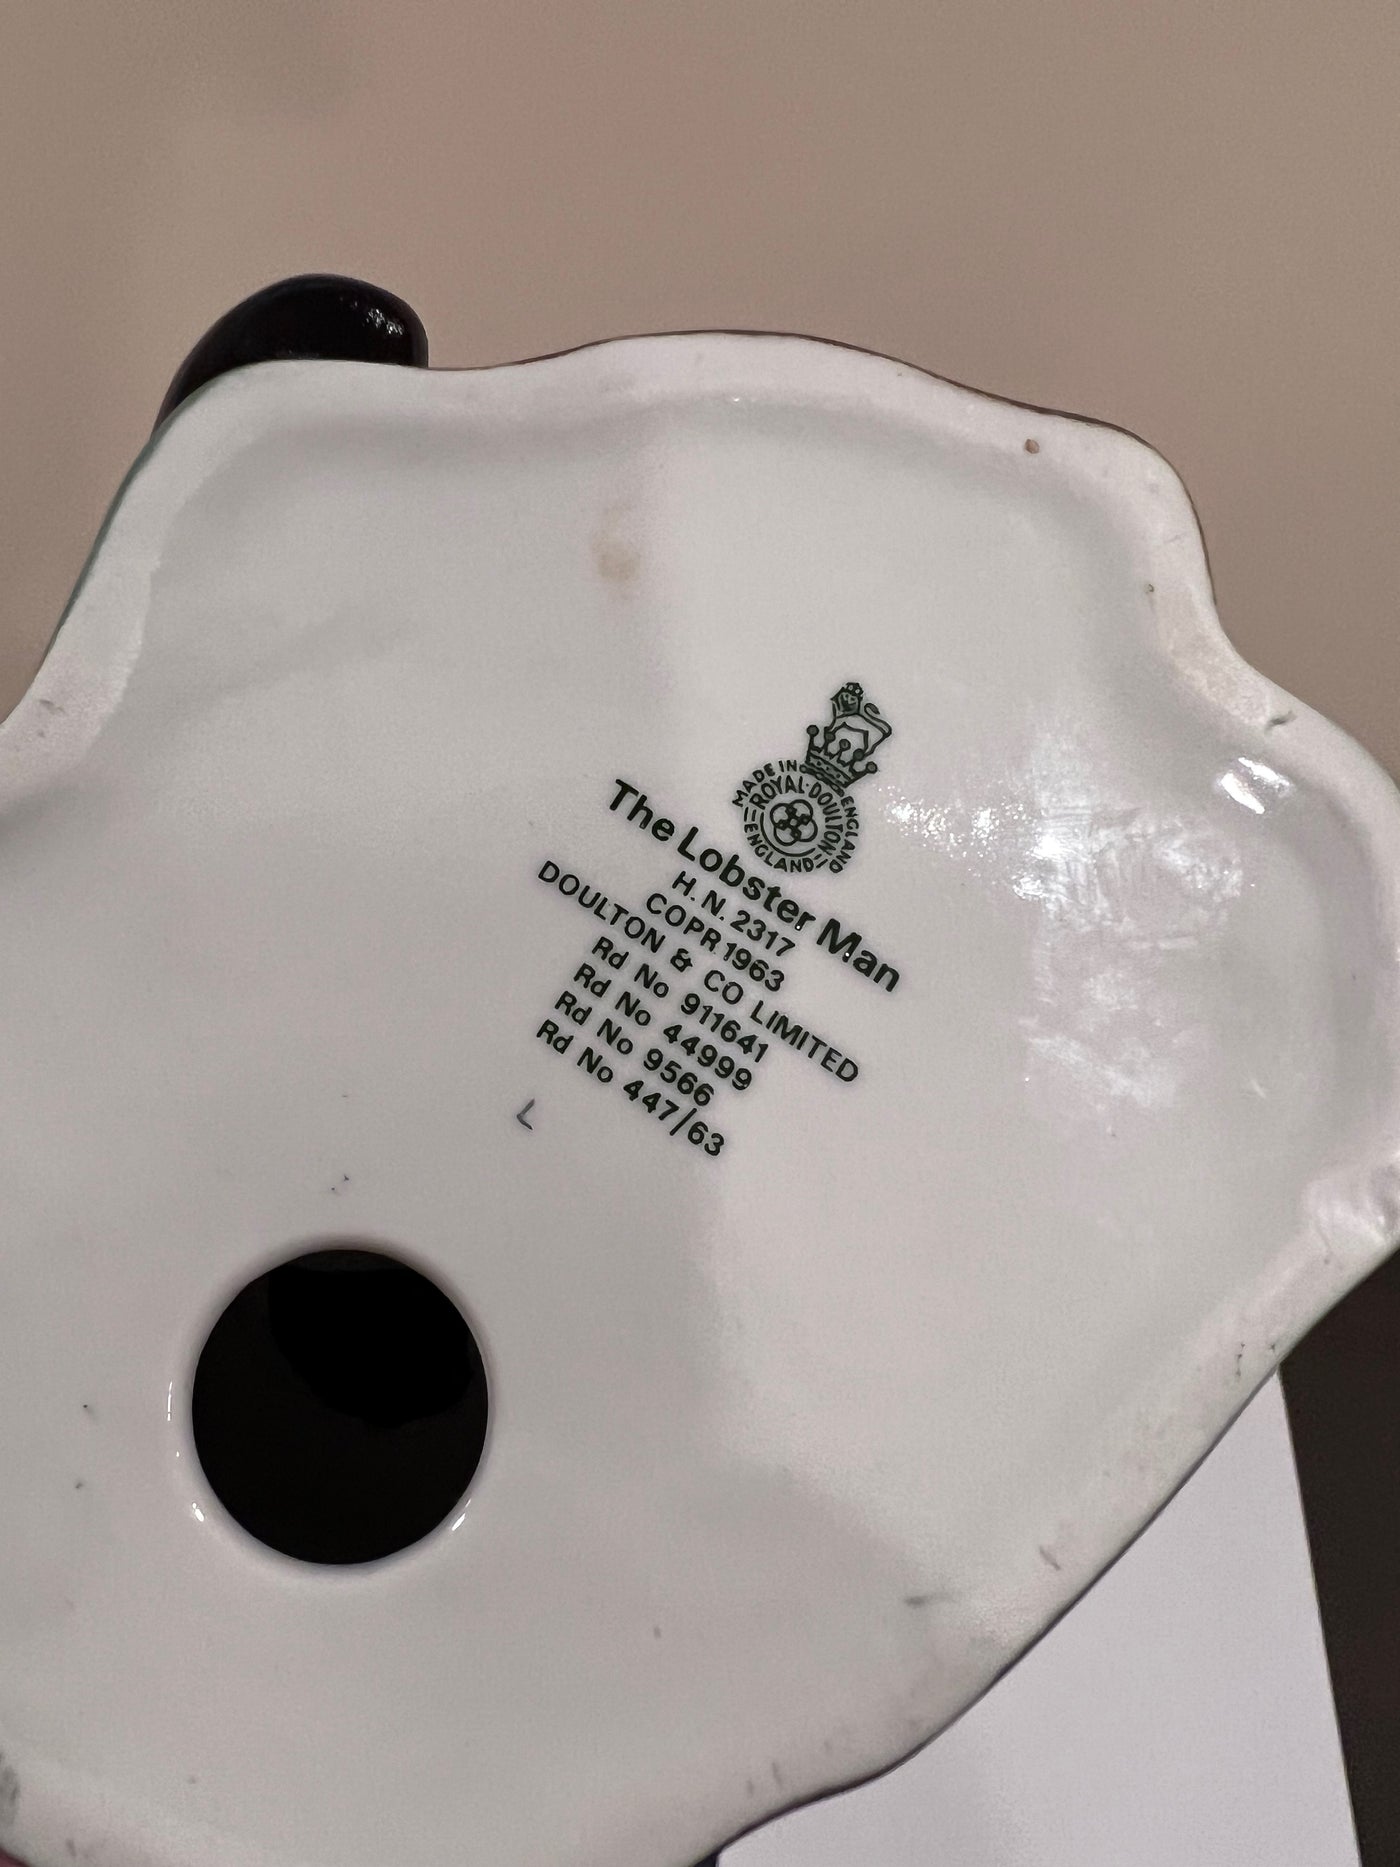 MADE IN ENGLAND
ROYAL·DOULTON
ENGLAND
The Lobster Man
H.N. 2317
COPR 1963
DOULTON & CO LIMITED
Rd No 911641
Rd No 44999
Rd No 9566
Rd No 447/63
L